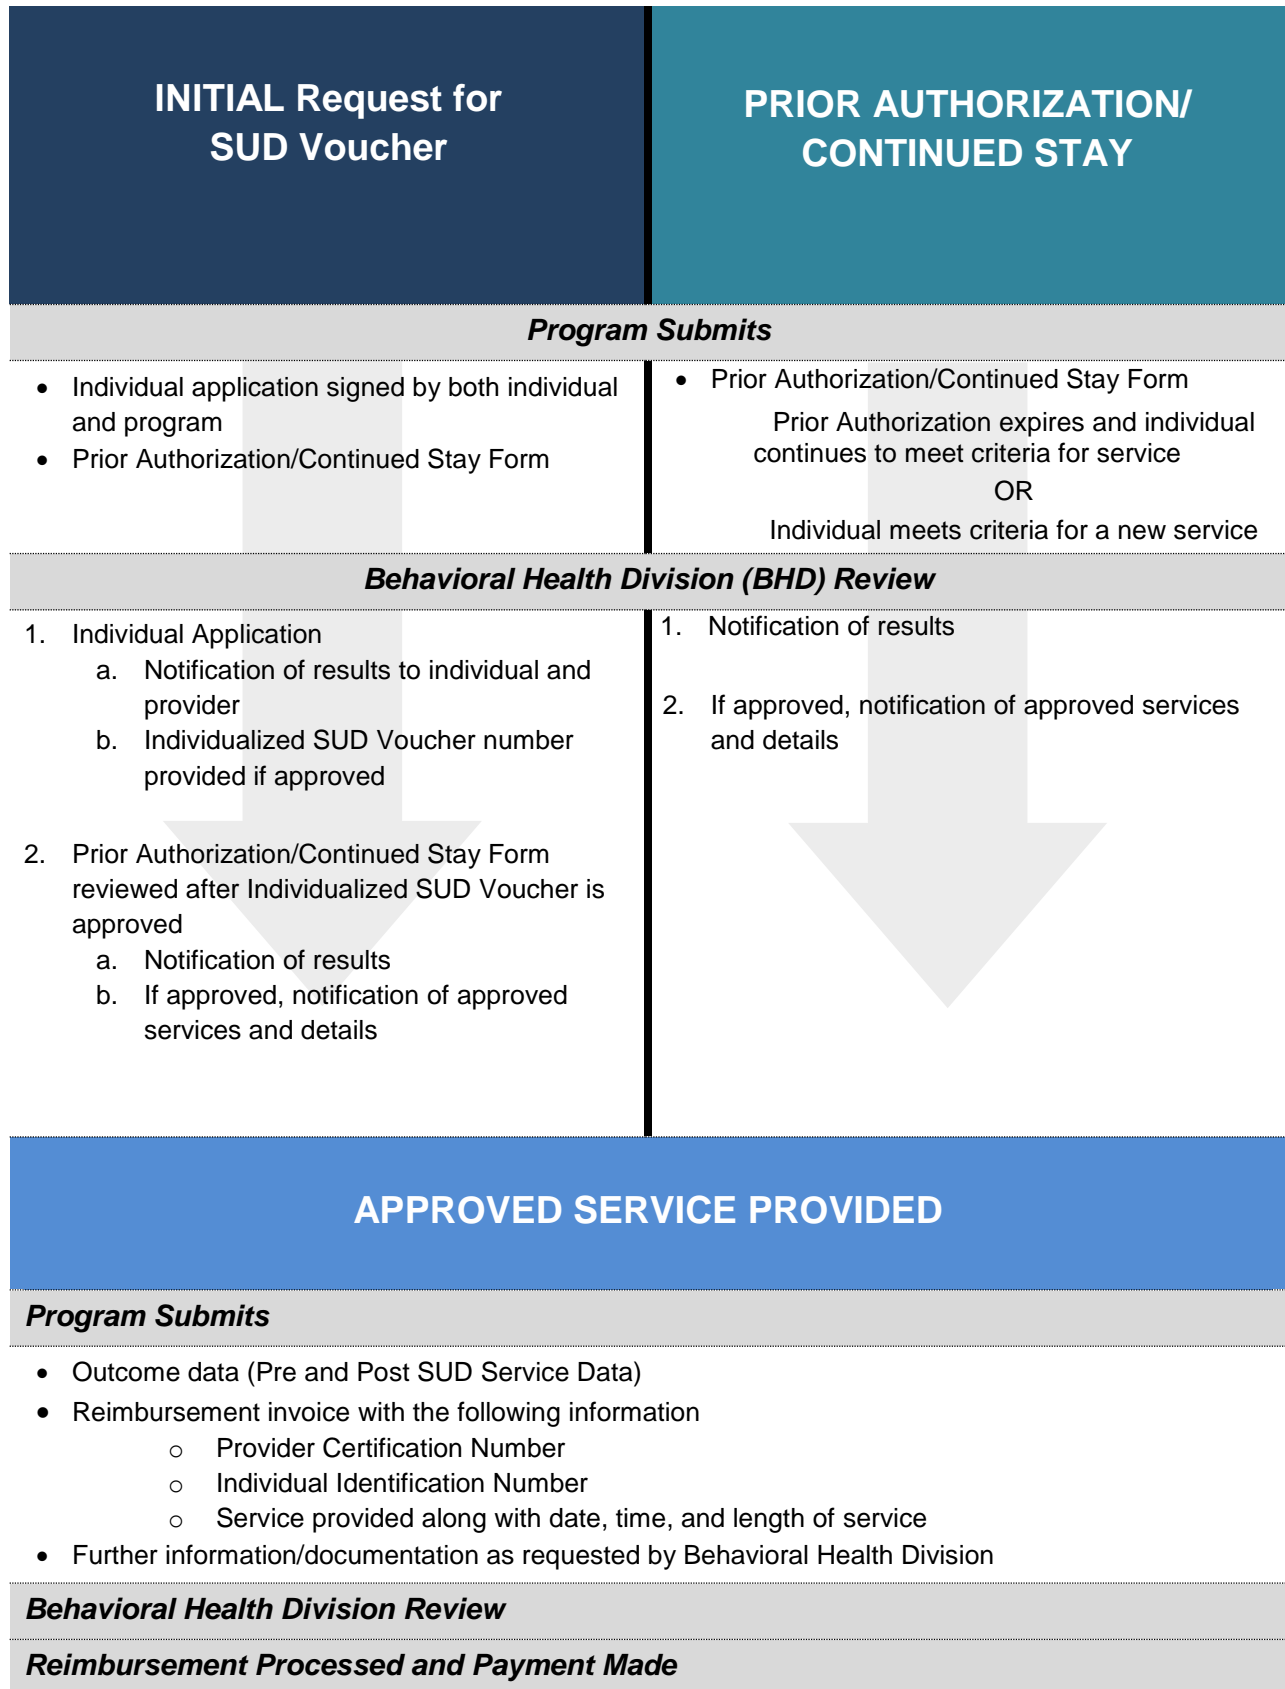 INITIAL Request for
SUD Voucher
PRIOR AUTHORIZATION/
CONTINUED STAY
Program Submits
• Individual application signed by both individual
and program
• Prior Authorization/Continued Stay Form
• Prior Authorization/Continued Stay Form
Prior Authorization expires and individual
continues to meet criteria for service
OR
Individual meets criteria for a new service
Behavioral Health Division (BHD) Review
1. Individual Application
a. Notification of results to individual and
provider
b. Individualized SUD Voucher number
provided if approved
2. Prior Authorization/Continued Stay Form
reviewed after Individualized SUD Voucher is
approved
a. Notification of results
b. If approved, notification of approved
services and details
1. Notification of results
2. If approved, notification of approved services
and details
APPROVED SERVICE PROVIDED
Program Submits
• Outcome data (Pre and Post SUD Service Data)
• Reimbursement invoice with the following information
o Provider Certification Number
o Individual Identification Number
o Service provided along with date, time, and length of service
• Further information/documentation as requested by Behavioral Health Division
Behavioral Health Division Review
Reimbursement Processed and Payment Made